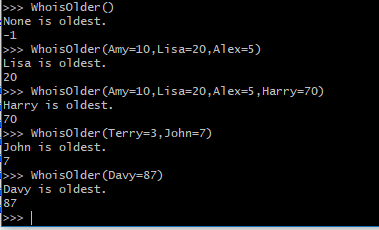 >>> WhoisOlder()
None is oldest.
-1
>>> WhoisOlder(Amy=10,Lisa=20,Alex=5)
Lisa is oldest.
20
>>> WhoisOlder(Amy=10,Lisa=20,Alex=5,Harry=70)
Harry is oldest.
70
>>> WhoisOlder(Terry=3,John=7)
John is oldest.
7
>>> WhoisOlder(Davy=87)
Davy is oldest.
87
>>>